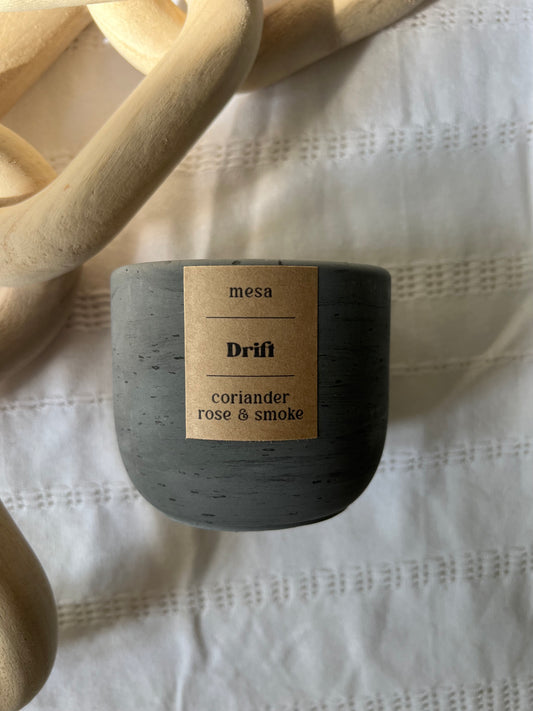 mesa
Drift
coriander
rose & smoke